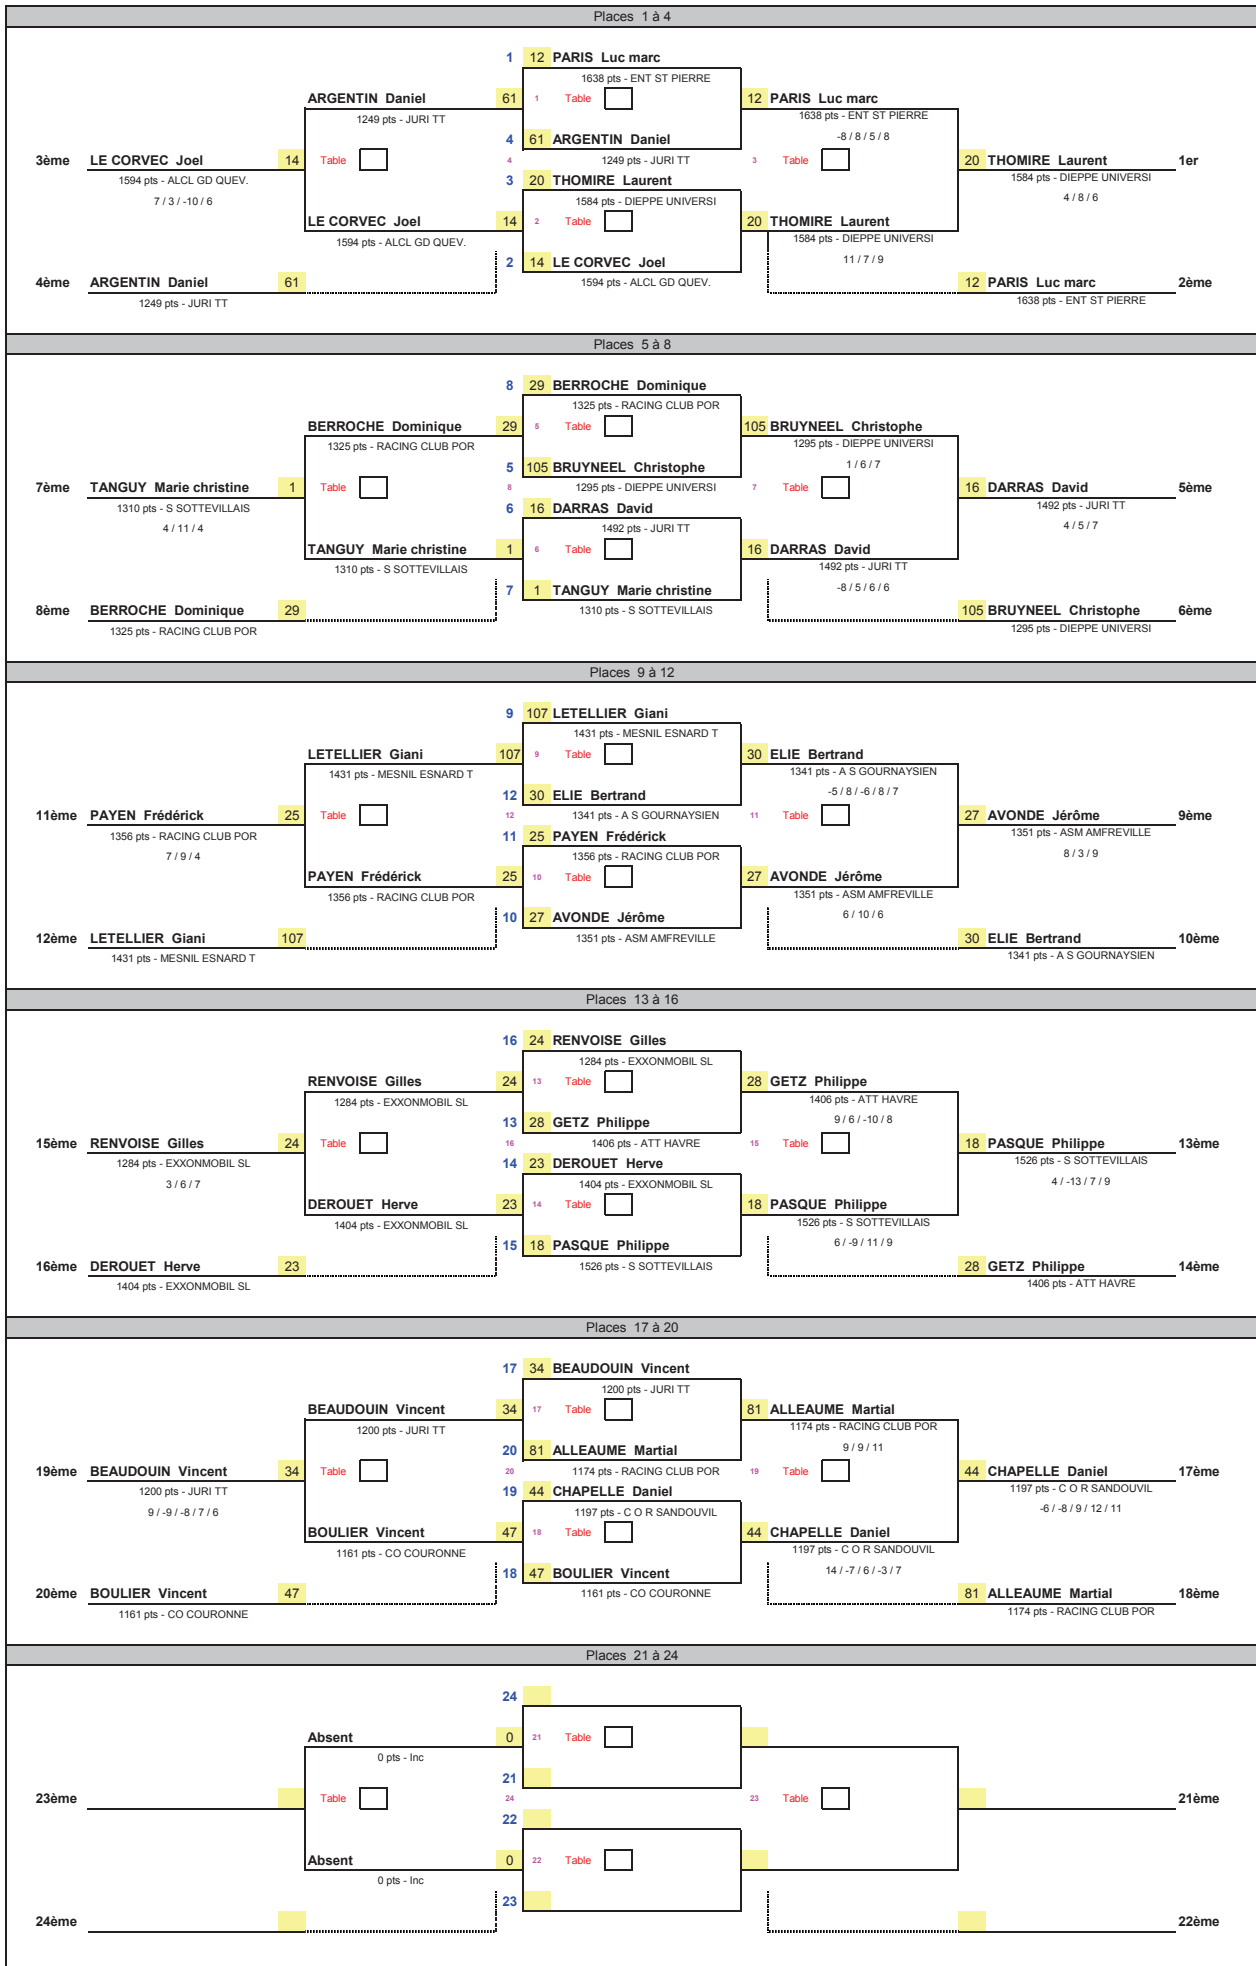 Places 1 à 4
1 12 PARIS Luc marc
1638 pts - ENT ST PIERRE
ARGENTIN Daniel 61 1 Table 12 PARIS Luc marc
1249 pts - JURI TT 1638 pts - ENT ST PIERRE
4 61 ARGENTIN Daniel -8 / 8 / 5 / 8
3ème LE CORVEC Joel 14 Table 4 1249 pts - JURI TT 3 Table 20 THOMIRE Laurent 1er
1594 pts - ALCL GD QUEV. 3 20 THOMIRE Laurent 1584 pts - DIEPPE UNIVERSI
7 / 3 / -10 / 6 1584 pts - DIEPPE UNIVERSI 4 / 8 / 6
LE CORVEC Joel 14 2 Table 20 THOMIRE Laurent
1594 pts - ALCL GD QUEV. 1584 pts - DIEPPE UNIVERSI
2 14 LE CORVEC Joel 11 / 7 / 9
4ème ARGENTIN Daniel 61 1594 pts - ALCL GD QUEV. 12 PARIS Luc marc 2ème
1249 pts - JURI TT 1638 pts - ENT ST PIERRE
Places 5 à 8
8 29 BERROCHE Dominique
1325 pts - RACING CLUB POR
BERROCHE Dominique 29 5 Table 105 BRUYNEEL Christophe
1325 pts - RACING CLUB POR 1295 pts - DIEPPE UNIVERSI
5 105 BRUYNEEL Christophe 1 / 6 / 7
7ème TANGUY Marie christine 1 Table 8 1295 pts - DIEPPE UNIVERSI 7 Table 16 DARRAS David 5ème
1310 pts - S SOTTEVILLAIS 6 16 DARRAS David 1492 pts - JURI TT
4 / 11 / 4 1492 pts - JURI TT 4 / 5 / 7
TANGUY Marie christine 1 6 Table 16 DARRAS David
1310 pts - S SOTTEVILLAIS 1492 pts - JURI TT
7 1 TANGUY Marie christine -8 / 5 / 6 / 6
8ème BERROCHE Dominique 29 1310 pts - S SOTTEVILLAIS 105 BRUYNEEL Christophe 6ème
1325 pts - RACING CLUB POR 1295 pts - DIEPPE UNIVERSI
Places 9 à 12
9 107 LETELLIER Giani
1431 pts - MESNIL ESNARD T
LETELLIER Giani 107 9 Table 30 ELIE Bertrand
1431 pts - MESNIL ESNARD T 1341 pts - A S GOURNAYSIEN
12 30 ELIE Bertrand -5 / 8 / -6 / 8 / 7
11ème PAYEN Frédérick 25 Table 12 1341 pts - A S GOURNAYSIEN 11 Table 27 AVONDE Jérôme 9ème
1356 pts - RACING CLUB POR 11 25 PAYEN Frédérick 1351 pts - ASM AMFREVILLE
7 / 9 / 4 1356 pts - RACING CLUB POR 8 / 3 / 9
PAYEN Frédérick 25 10 Table 27 AVONDE Jérôme
1356 pts - RACING CLUB POR 1351 pts - ASM AMFREVILLE
10 27 AVONDE Jérôme 6 / 10 / 6
12ème LETELLIER Giani 107 1351 pts - ASM AMFREVILLE 30 ELIE Bertrand 10ème
1431 pts - MESNIL ESNARD T 1341 pts - A S GOURNAYSIEN
Places 13 à 16
16 24 RENVOISE Gilles
1284 pts - EXXONMOBIL SL
RENVOISE Gilles 24 13 Table 28 GETZ Philippe
1284 pts - EXXONMOBIL SL 1406 pts - ATT HAVRE
13 28 GETZ Philippe 9 / 6 / -10 / 8
15ème RENVOISE Gilles 24 Table 16 1406 pts - ATT HAVRE 15 Table 18 PASQUE Philippe 13ème
1284 pts - EXXONMOBIL SL 14 23 DEROUET Herve 1526 pts - S SOTTEVILLAIS
3 / 6 / 7 1404 pts - EXXONMOBIL SL 4 / -13 / 7 / 9
DEROUET Herve 23 14 Table 18 PASQUE Philippe
1404 pts - EXXONMOBIL SL 1526 pts - S SOTTEVILLAIS
15 18 PASQUE Philippe 6 / -9 / 11 / 9
16ème DEROUET Herve 23 1526 pts - S SOTTEVILLAIS 28 GETZ Philippe 14ème
1404 pts - EXXONMOBIL SL 1406 pts - ATT HAVRE
Places 17 à 20
17 34 BEAUDOUIN Vincent
1200 pts - JURI TT
BEAUDOUIN Vincent 34 17 Table 81 ALLEAUME Martial
1200 pts - JURI TT 1174 pts - RACING CLUB POR
20 81 ALLEAUME Martial 9 / 9 / 11
19ème BEAUDOUIN Vincent 34 Table 20 1174 pts - RACING CLUB POR 19 Table 44 CHAPELLE Daniel 17ème
1200 pts - JURI TT 19 44 CHAPELLE Daniel 1197 pts - C O R SANDOUVIL
9 / -9 / -8 / 7 / 6 1197 pts - C O R SANDOUVIL -6 / -8 / 9 / 12 / 11
BOULIER Vincent 47 18 Table 44 CHAPELLE Daniel
1161 pts - CO COURONNE 1197 pts - C O R SANDOUVIL
18 47 BOULIER Vincent 14 / -7 / 6 / -3 / 7
20ème BOULIER Vincent 47 1161 pts - CO COURONNE 81 ALLEAUME Martial 18ème
1161 pts - CO COURONNE 1174 pts - RACING CLUB POR
Places 21 à 24
24
Absent 0 21 Table
0 pts - Inc
21
23ème Table 24 23 Table 21ème
22
Absent 0 22 Table
0 pts - Inc
23
24ème 22ème